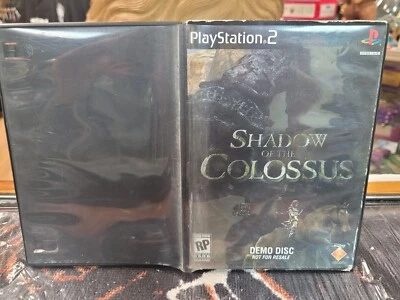 PlayStation 2
SHADOW
OF THE
COLOSSUS
RP
DEMO DISC
NOT FOR RESALE